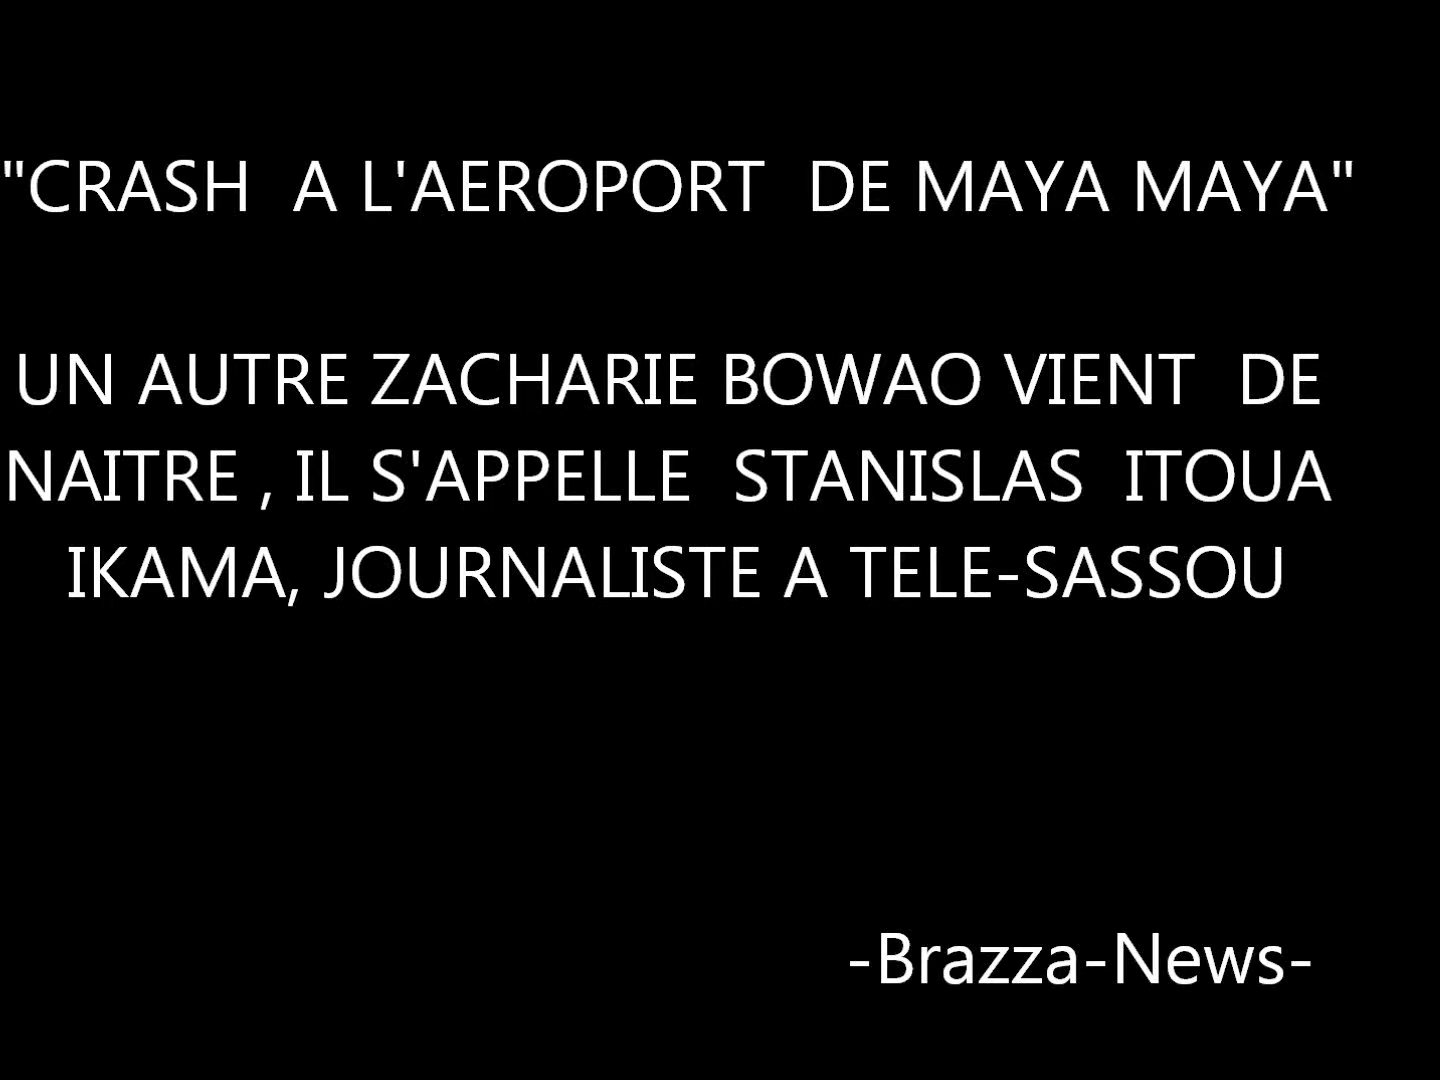 "CRASH A L'AEROPORT DE MAYA MAYA"
UN AUTRE ZACHARIE BOWAO VIENT DE
NAITRE , IL S'APPELLE STANISLAS ITOUA
IKAMA, JOURNALISTE A TELE-SASSOU
-Brazza-News-